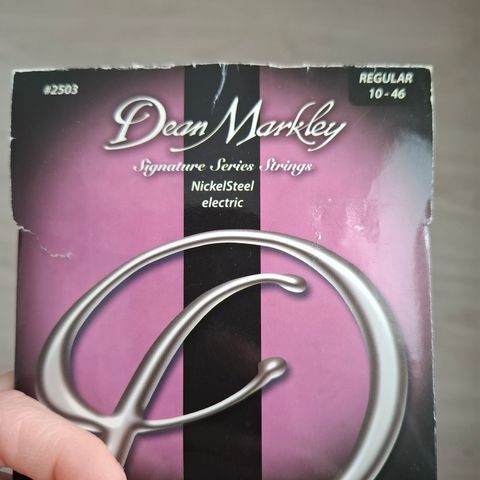 #2503
REGULAR
10 - 46
Dean Markley
Signature Series Strings
NickelSteel
electric